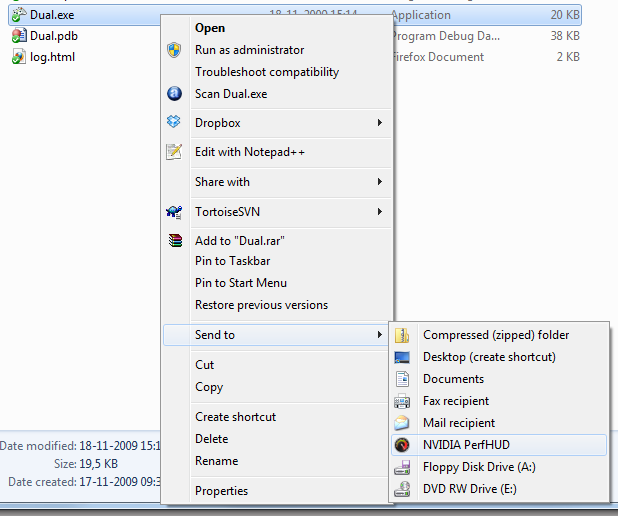 Dual.exe 18-11-2009 15:14 Application 20 KB
Dual.pdb Program Debug Da... 38 KB
log.html Firefox Document 2 KB
Open
Run as administrator
Troubleshoot compatibility
Scan Dual.exe
Dropbox
Edit with Notepad++
Share with
TortoiseSVN
Add to "Dual.rar"
Pin to Taskbar
Pin to Start Menu
Restore previous versions
Send to
Cut
Copy
Create shortcut
Delete
Rename
Properties
Compressed (zipped) folder
Desktop (create shortcut)
Documents
Fax recipient
Mail recipient
NVIDIA PerfHUD
Floppy Disk Drive (A:)
DVD RW Drive (E:)
Date modified: 18-11-2009 15:1
Size: 19,5 KB
Date created: 17-11-2009 09:3